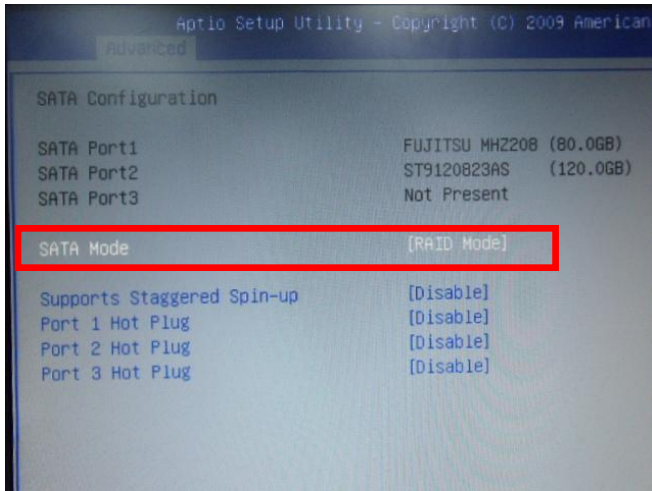 Aptio Setup Utility - Copyright (C) 2009 American
Advanced
SATA Configuration
SATA Port1 FUJITSU MHZ208 (80.0GB)
SATA Port2 ST9120823AS (120.0GB)
SATA Port3 Not Present
SATA Mode [RAID Mode]
Supports Staggered Spin-up [Disable]
Port 1 Hot Plug [Disable]
Port 2 Hot Plug [Disable]
Port 3 Hot Plug [Disable]